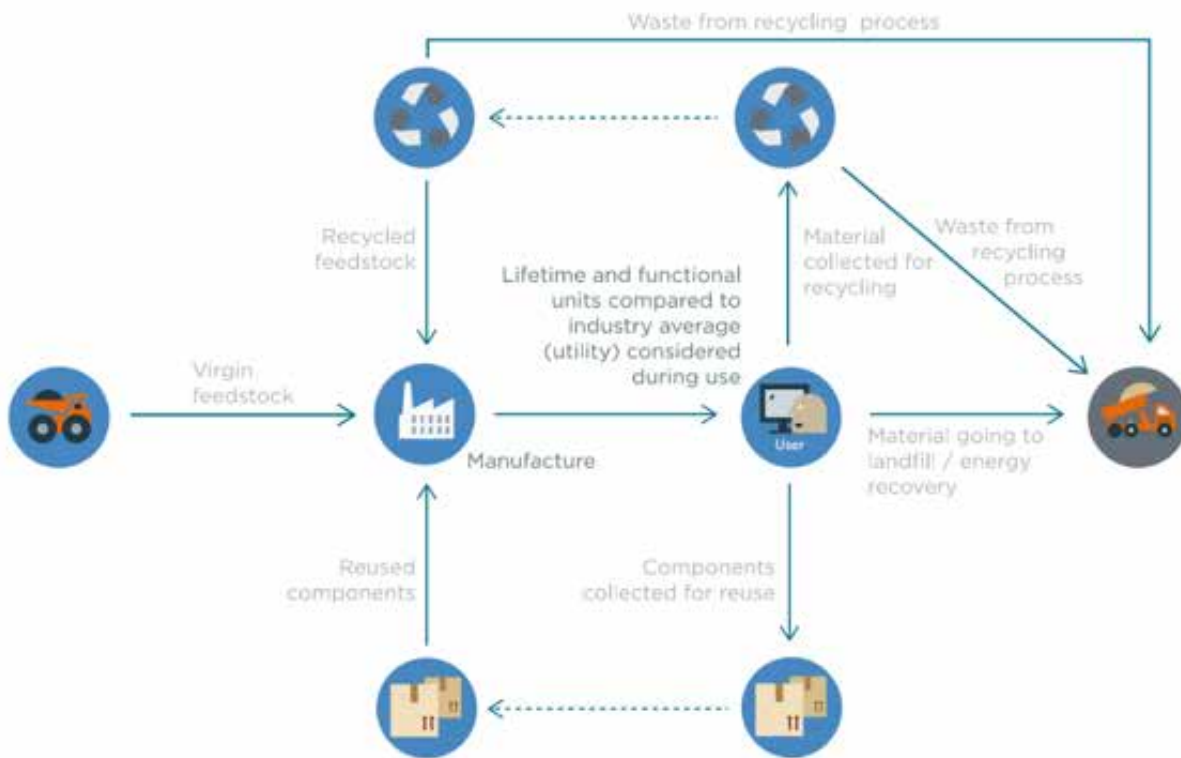 Waste from recycling process
Recycled
feedstock
Material
collected for
recycling
Waste from
recycling
process
Lifetime and functional
units compared to
industry average
(utility) considered
during use
Virgin
feedstock
Manufacture
User
Material going to
landfill / energy
recovery
Reused
components
Components
collected for reuse